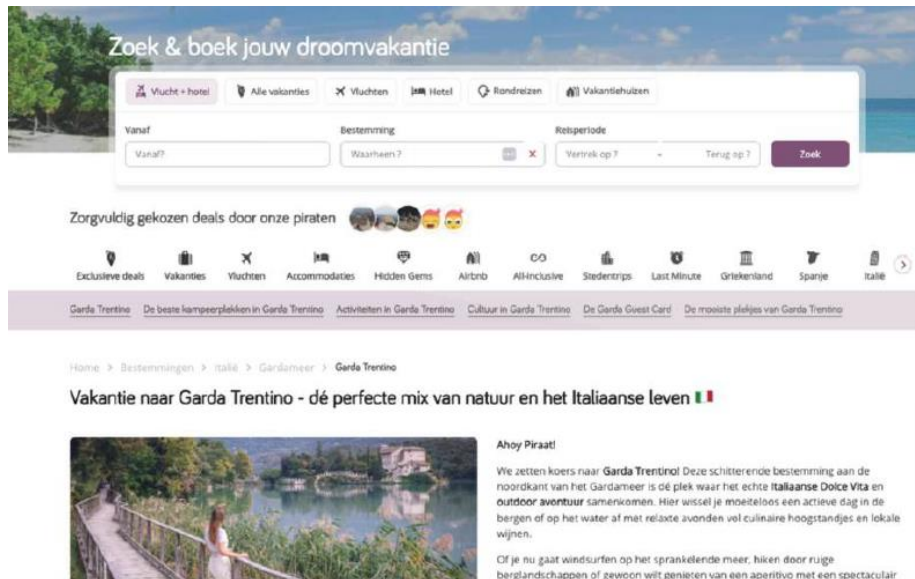 Zoek & boek jouw droomvakantie
Vlucht + hotel Alle vakanties Vluchten Hotel Rondreizen Vakantiehuizen
Vanaf Bestemming Reisperiode
Vanaf? Waarheen ? Vertrek op ? - Terug op ? Zoek
Zorgvuldig gekozen deals door onze piraten
Exclusieve deals Vakanties Vluchten Accommodaties Hidden Gems Airbnb All-inclusive Stedentrips Last Minute Griekenland Spanje Italië
Garda Trentino De beste kampeerplekken in Garda Trentino Activiteiten in Garda Trentino Cultuur in Garda Trentino De Garda Guest Card De mooiste plekjes van Garda Trentino
Home > Bestemmingen > Italië > Gardameer > Garda Trentino
Vakantie naar Garda Trentino - dé perfecte mix van natuur en het Italiaanse leven
Ahoy Piraat!
We zetten koers naar Garda Trentino! Deze schitterende bestemming aan de
noordkant van het Gardameer is dé plek waar het echte Italiaanse Dolce Vita en
outdoor avontuur samenkomen. Hier wissel je moeiteloos een actieve dag in de
bergen of op het water af met relaxte avonden vol culinaire hoogstandjes en lokale
wijnen.
Of je nu gaat windsurfen op het sprankelende meer, hiken door ruige
berglandschappen of gewoon wilt genieten van een aperitivo met een spectaculair